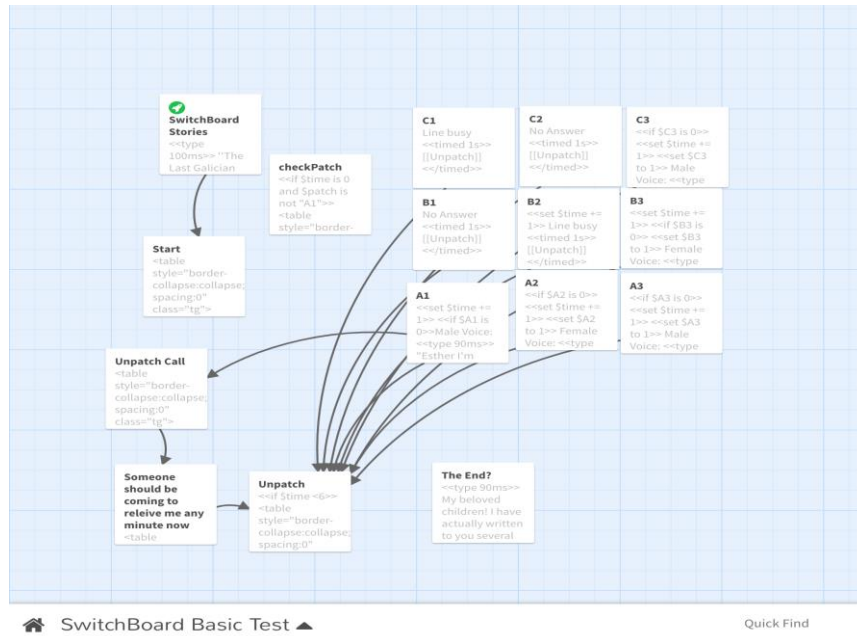 SwitchBoard
Stories
<<type
100ms>> ''The
Last Galician
checkPatch
<<if $time is 0
and $patch is
not "A1">>
<table
style="border-
Start
<table
style="border-
collapse:collapse;
spacing:0"
class="tg">
C1
Line busy
<<timed 1s>>
[[Unpatch]]
<</timed>>
C2
No Answer
<<timed 1s>>
[[Unpatch]]
<</timed>>
C3
<<if $C3 is 0>>
<<set $time +=
1>> <<set $C3
to 1>> Male
Voice: <<type
B1
No Answer
<<timed 1s>>
[[Unpatch]]
<</timed>>
B2
<<set $time +=
1>> Line busy
<<timed 1s>>
[[Unpatch]]
<</timed>>
B3
<<set $time +=
1>> <<if $B3 is
0>> <<set $B3
to 1>> Female
Voice: <<type
A1
<<set $time +=
1>> <<if $A1 is
0>>Male Voice:
<<type 90ms>>
"Esther I'm
A2
<<if $A2 is 0>>
<<set $time +=
1>> <<set $A2
to 1>> Female
Voice: <<type
A3
<<if $A3 is 0>>
<<set $time +=
1>> <<set $A3
to 1>> Male
Voice: <<type
Unpatch Call
<table
style="border-
collapse:collapse;
spacing:0"
class="tg">
Someone
should be
coming to
releive me any
minute now
<table
Unpatch
<<if $time <6>>
<table
style="border-
collapse:collapse;
spacing:0"
The End?
<<type 90ms>>
My beloved
children! I have
actually written
to you several
SwitchBoard Basic Test
Quick Find